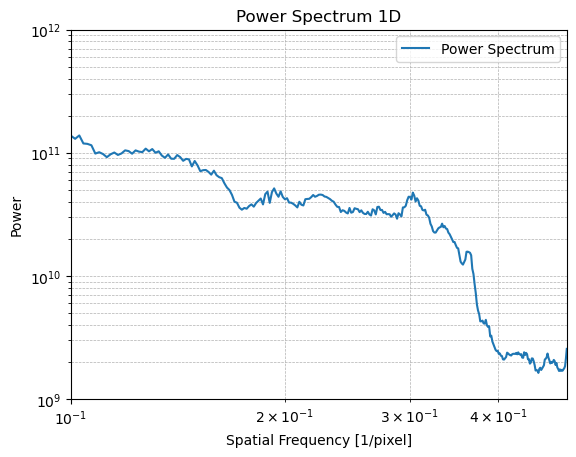 Power Spectrum 1D
Power Spectrum
Power
10¹²
10¹¹
10¹⁰
10⁹
10⁻¹
2 × 10⁻¹
3 × 10⁻¹
4 × 10⁻¹
Spatial Frequency [1/pixel]